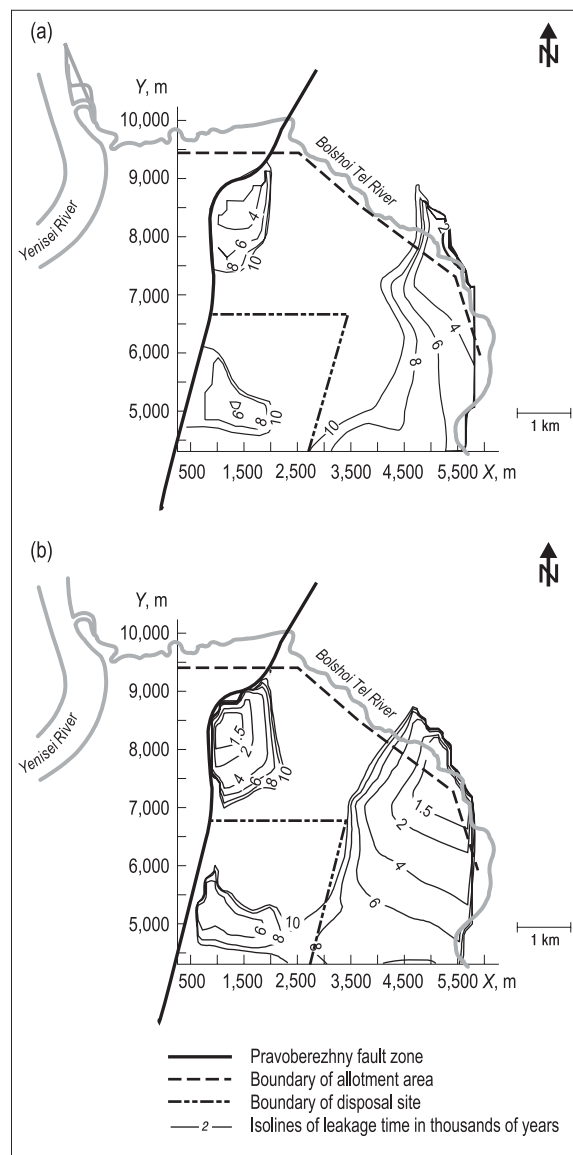 (a)
N
Y, m
10,000
9,000
8,000
7,000
6,000
5,000
500 1,500 2,500 3,500 4,500 5,500 X, m
Yenisei River
Bolshoi Tel River
4
6
8
10
6
8
10
10
8
6
4
2
1 km
(b)
N
Y, m
10,000
9,000
8,000
7,000
6,000
5,000
500 1,500 2,500 3,500 4,500 5,500 X, m
Yenisei River
Bolshoi Tel River
1.5
2
4
6
8
10
6
8
10
8
1.5
2
4
6
1 km
Pravoberezhny fault zone
Boundary of allotment area
Boundary of disposal site
2 Isolines of leakage time in thousands of years